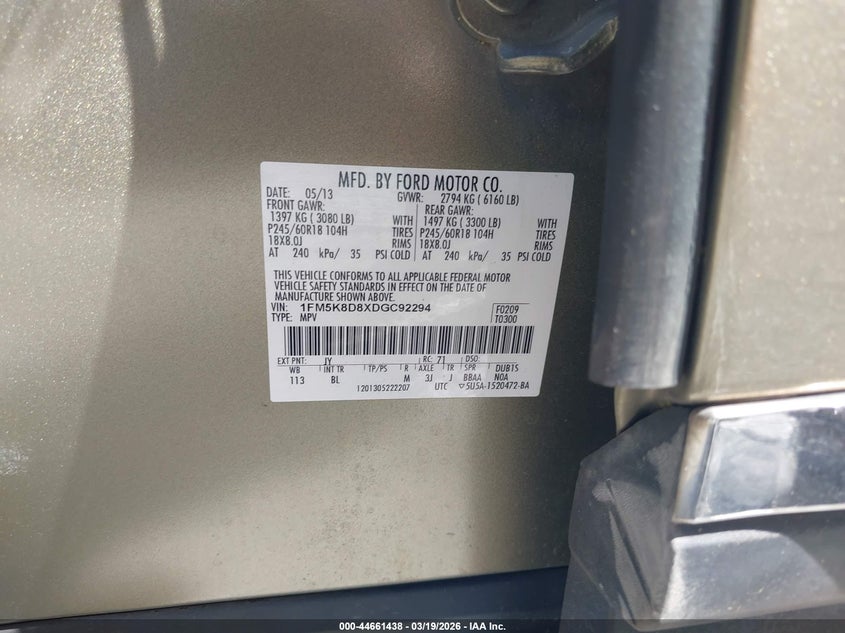 MFD. BY FORD MOTOR CO.
DATE: 05/13 GVWR: 2794 KG ( 6160 LB)
FRONT GAWR: REAR GAWR:
1397 KG ( 3080 LB) WITH 1497 KG ( 3300 LB) WITH
P245/60R18 104H TIRES P245/60R18 104H TIRES
18X8.0J RIMS 18X8.0J RIMS
AT 240 kPa/ 35 PSI COLD AT 240 kPa/ 35 PSI COLD
THIS VEHICLE CONFORMS TO ALL APPLICABLE FEDERAL MOTOR
VEHICLE SAFETY STANDARDS IN EFFECT ON THE DATE OF
MANUFACTURE SHOWN ABOVE.
VIN: 1FM5K8D8XDGC92294 F0209
TYPE: MPV T0300
EXT PNT: JY RC: 71 DSO:
WB INT TR TP/PS R AXLE TR SPR DUB1S
113 BL M 3J J BBAA N0A
1201305222207 UTC ▽5U5A-1520472-BA
000-44661438 - 03/19/2026 - IAA Inc.